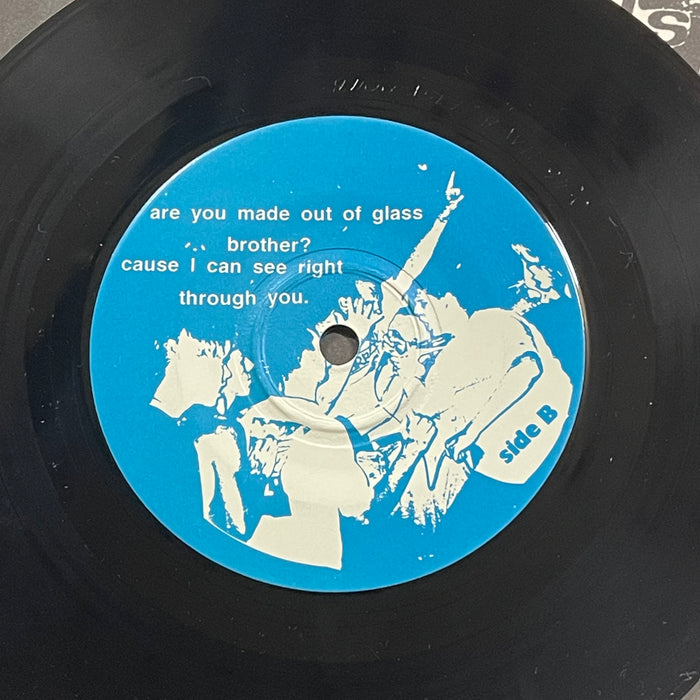 are you made out of glass
... brother?
cause I can see right
through you.
side B